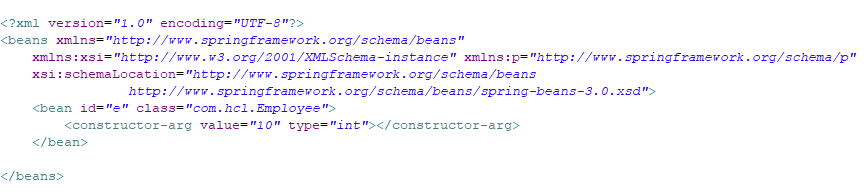 <?xml version="1.0" encoding="UTF-8"?>
<beans xmlns="http://www.springframework.org/schema/beans"
    xmlns:xsi="http://www.w3.org/2001/XMLSchema-instance" xmlns:p="http://www.springframework.org/schema/p"
    xsi:schemaLocation="http://www.springframework.org/schema/beans
                http://www.springframework.org/schema/beans/spring-beans-3.0.xsd">
    <bean id="e" class="com.hcl.Employee">
        <constructor-arg value="10" type="int"></constructor-arg>
    </bean>

</beans>